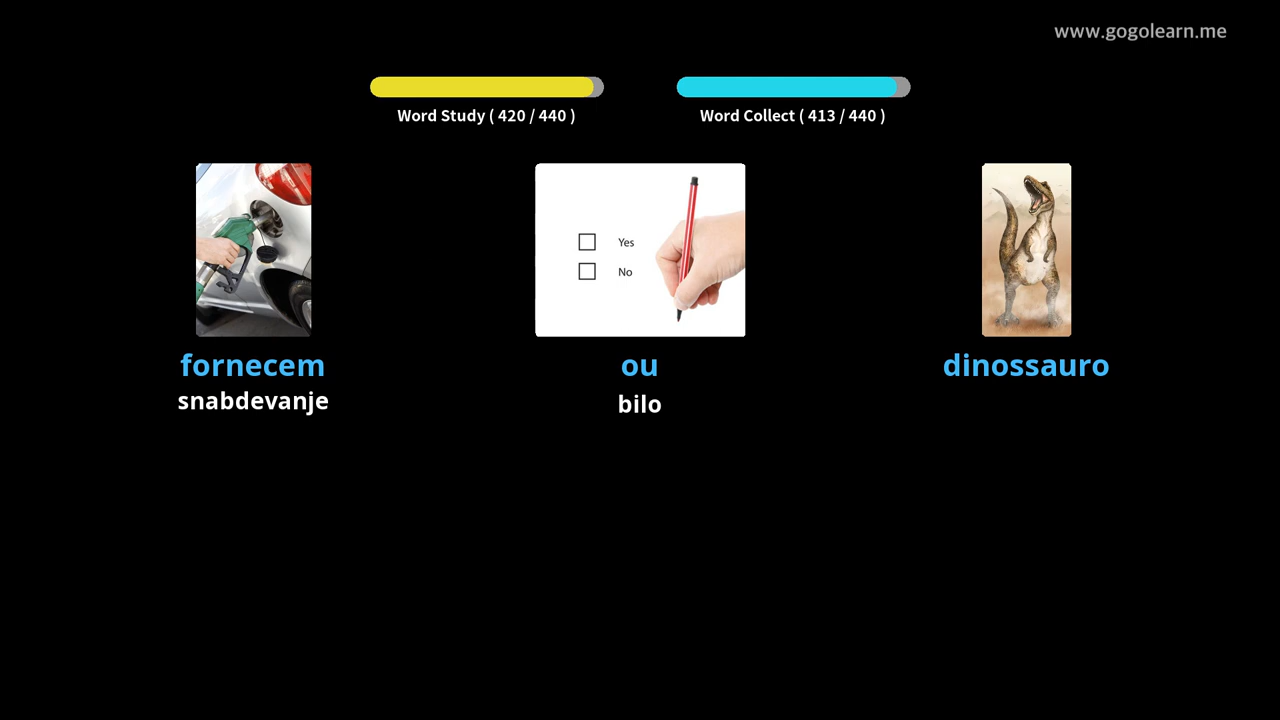 www.gogolearn.me
Word Study ( 420 / 440 )
Word Collect ( 413 / 440 )
Yes
No
fornecem
snabdevanje
ou
bilo
dinossauro